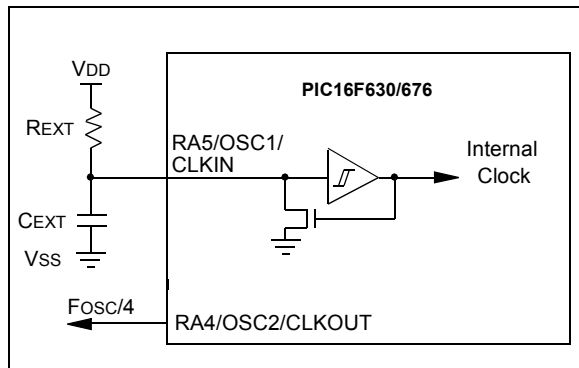 VDD
PIC16F630/676
REXT
RA5/OSC1/
CLKIN
Internal
Clock
CEXT
VSS
FOSC/4
RA4/OSC2/CLKOUT